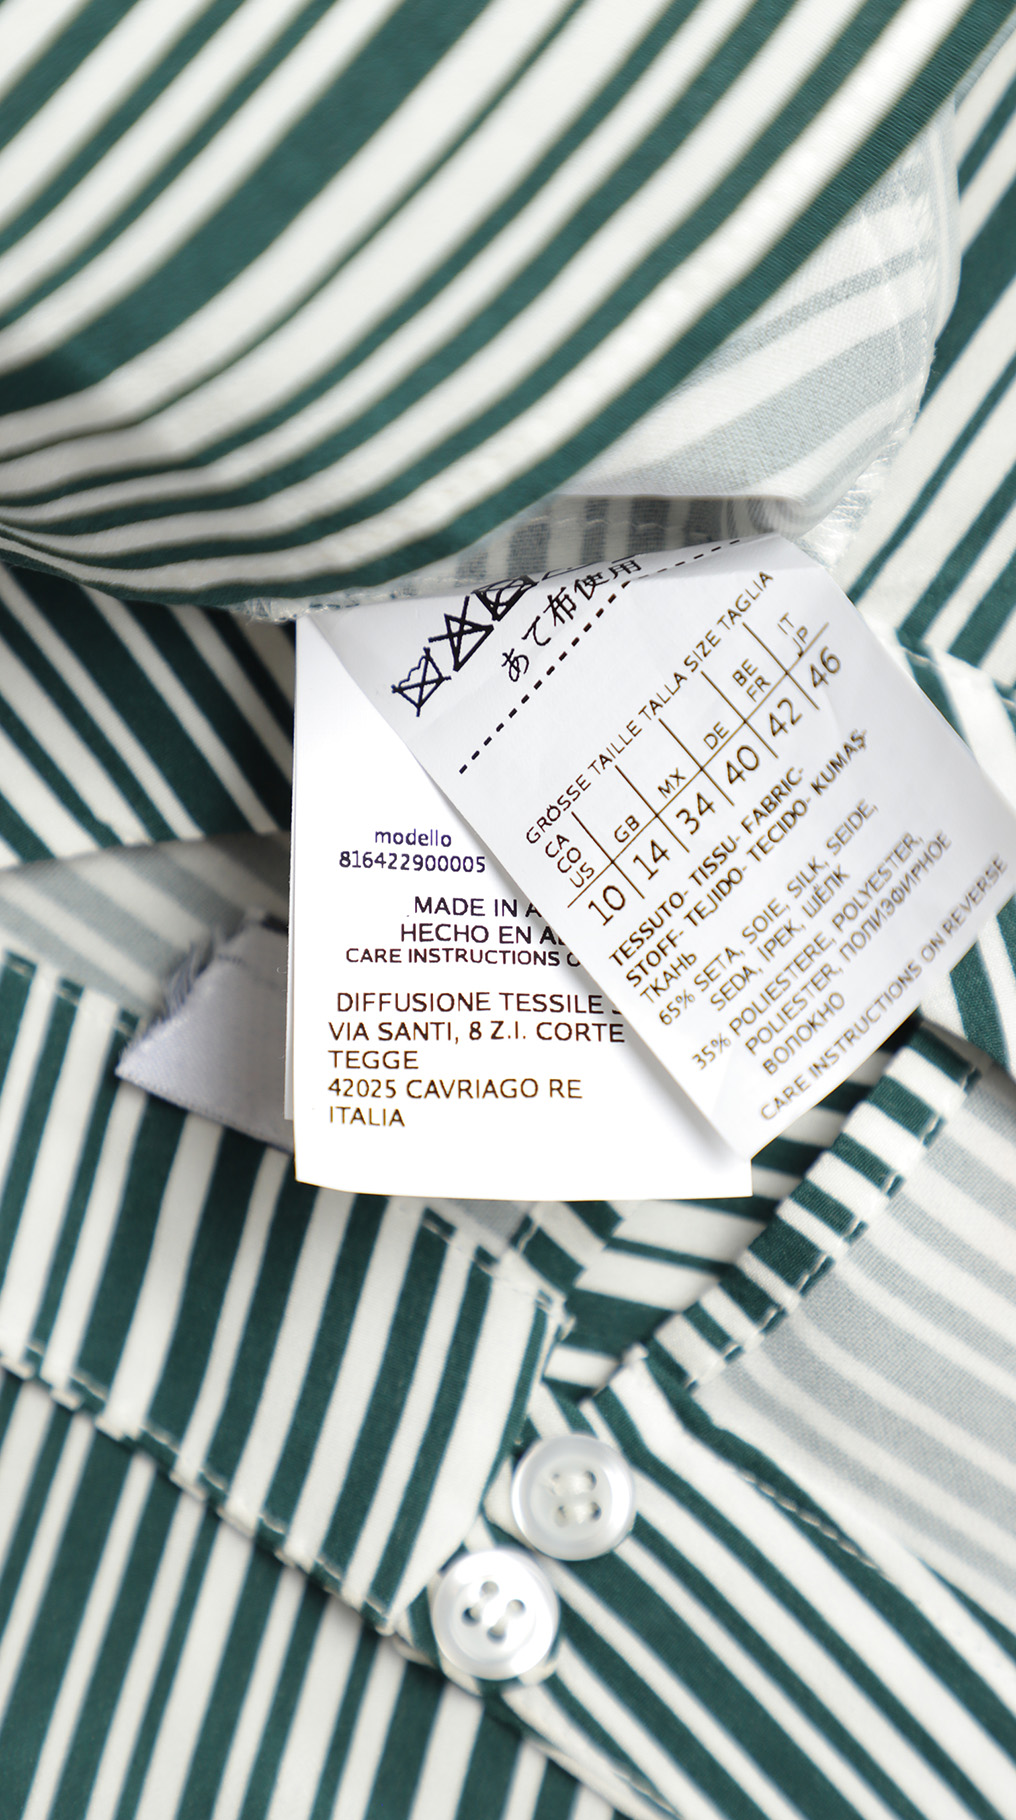 あて布使用
GRÖSSE TAILLE TALLA SIZE TAGLIA
CA CO US
GB
MX
DE
BE FR
IT JP
10 14 34 40 42 46
TESSUTO- TISSU- FABRIC-
STOFF- TEJIDO- TECIDO- KUMAŞ-
ТКАНЬ
65% SETA, SOIE, SILK, SEIDE,
SEDA, İPEK, ШЁЛК
35% POLIESTERE, POLYESTER,
POLIESTER, ПОЛИЭФИРНОЕ
ВОЛОКНО
CARE INSTRUCTIONS ON REVERSE
modello
816422900005
MADE IN
HECHO EN
CARE INSTRUCTIONS
DIFFUSIONE TESSILE
VIA SANTI, 8 Z.I. CORTE
TEGGE
42025 CAVRIAGO RE
ITALIA